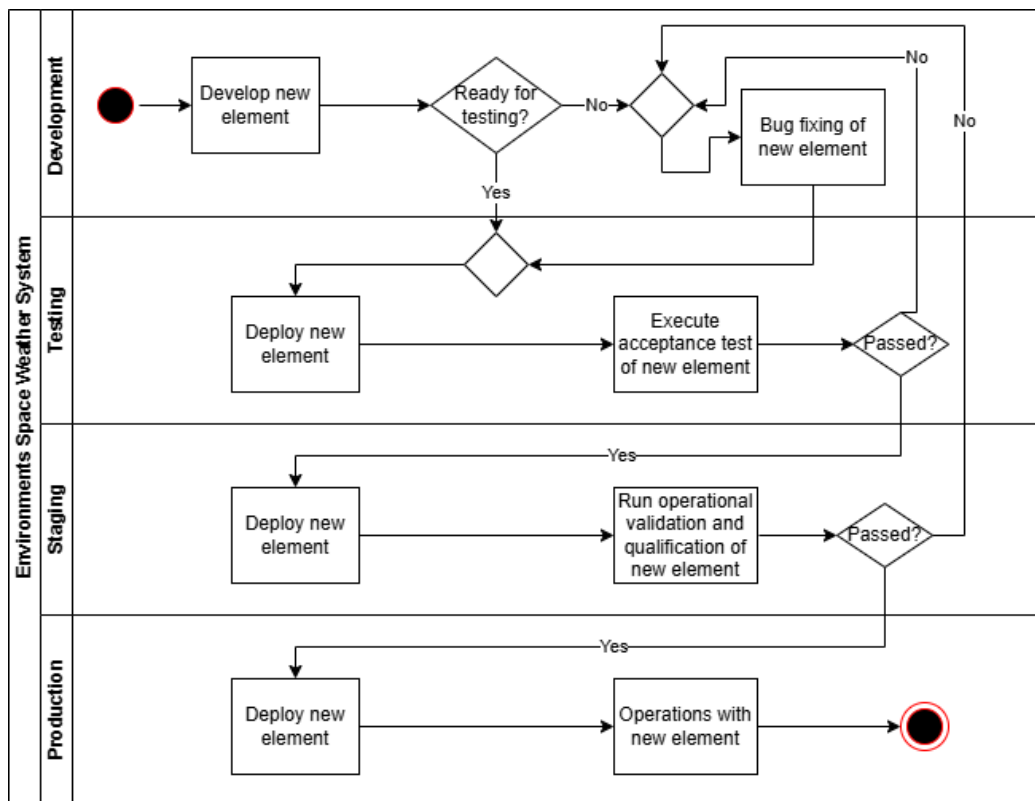 Environments Space Weather System
Development
Develop new
element
Ready for
testing?
No
Yes
Bug fixing of
new element
No
No
Testing
Deploy new
element
Execute
acceptance test
of new element
Passed?
Yes
Staging
Deploy new
element
Run operational
validation and
qualification of
new element
Passed?
Yes
Production
Deploy new
element
Operations with
new element